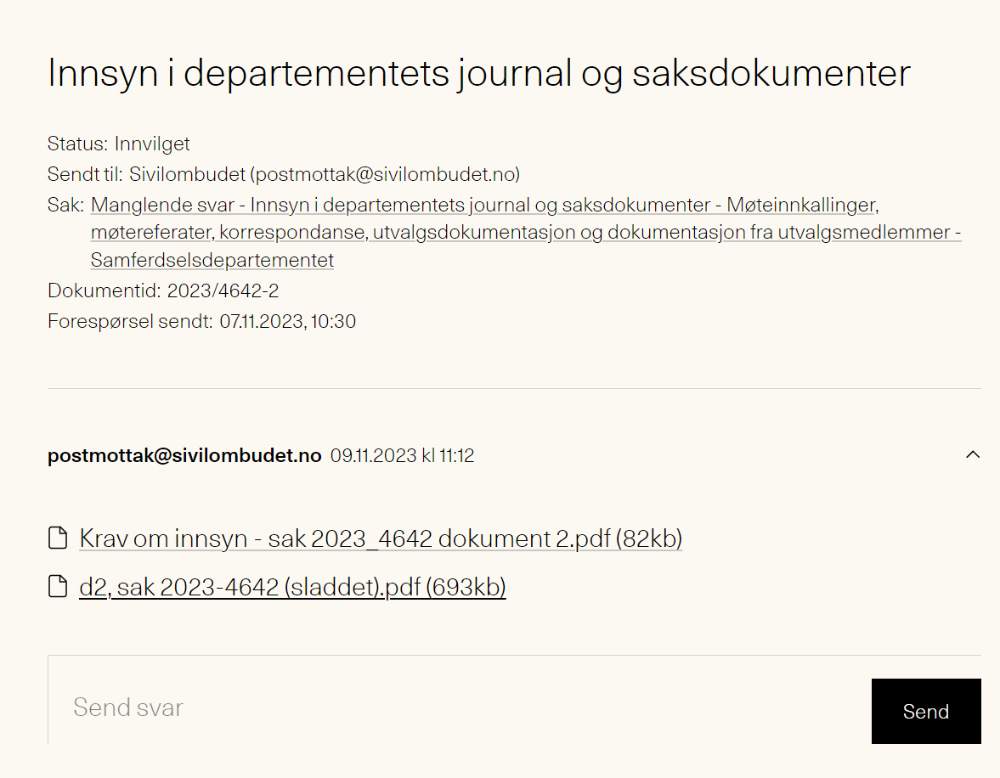 Innsyn i departementets journal og saksdokumenter
Status: Innvilget
Sendt til: Sivilombudet (postmottak@sivilombudet.no)
Sak: Manglende svar - Innsyn i departementets journal og saksdokumenter - Møteinnkallinger,
møtereferater, korrespondanse, utvalgsdokumentasjon og dokumentasjon fra utvalgsmedlemmer -
Samferdselsdepartementet
Dokumentid: 2023/4642-2
Forespørsel sendt: 07.11.2023, 10:30
postmottak@sivilombudet.no 09.11.2023 kl 11:12
Krav om innsyn - sak 2023_4642 dokument 2.pdf (82kb)
d2, sak 2023-4642 (sladdet).pdf (693kb)
Send svar
Send